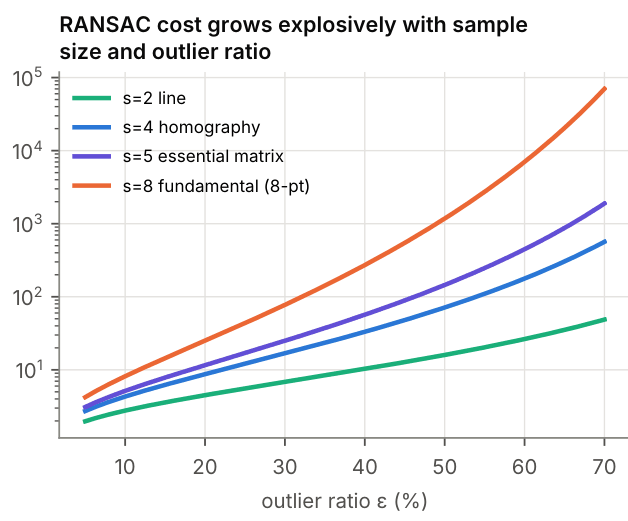 RANSAC cost grows explosively with sample
size and outlier ratio
10⁵
10⁴
10³
10²
10¹
s=2 line
s=4 homography
s=5 essential matrix
s=8 fundamental (8-pt)
10 20 30 40 50 60 70
outlier ratio ε (%)